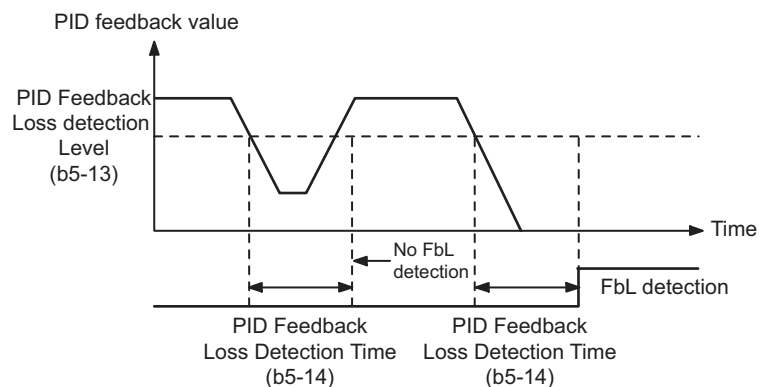 PID feedback value
PID Feedback
Loss detection
Level
(b5-13)
Time
No FbL
detection
FbL detection
PID Feedback
Loss Detection Time
(b5-14)
PID Feedback
Loss Detection Time
(b5-14)